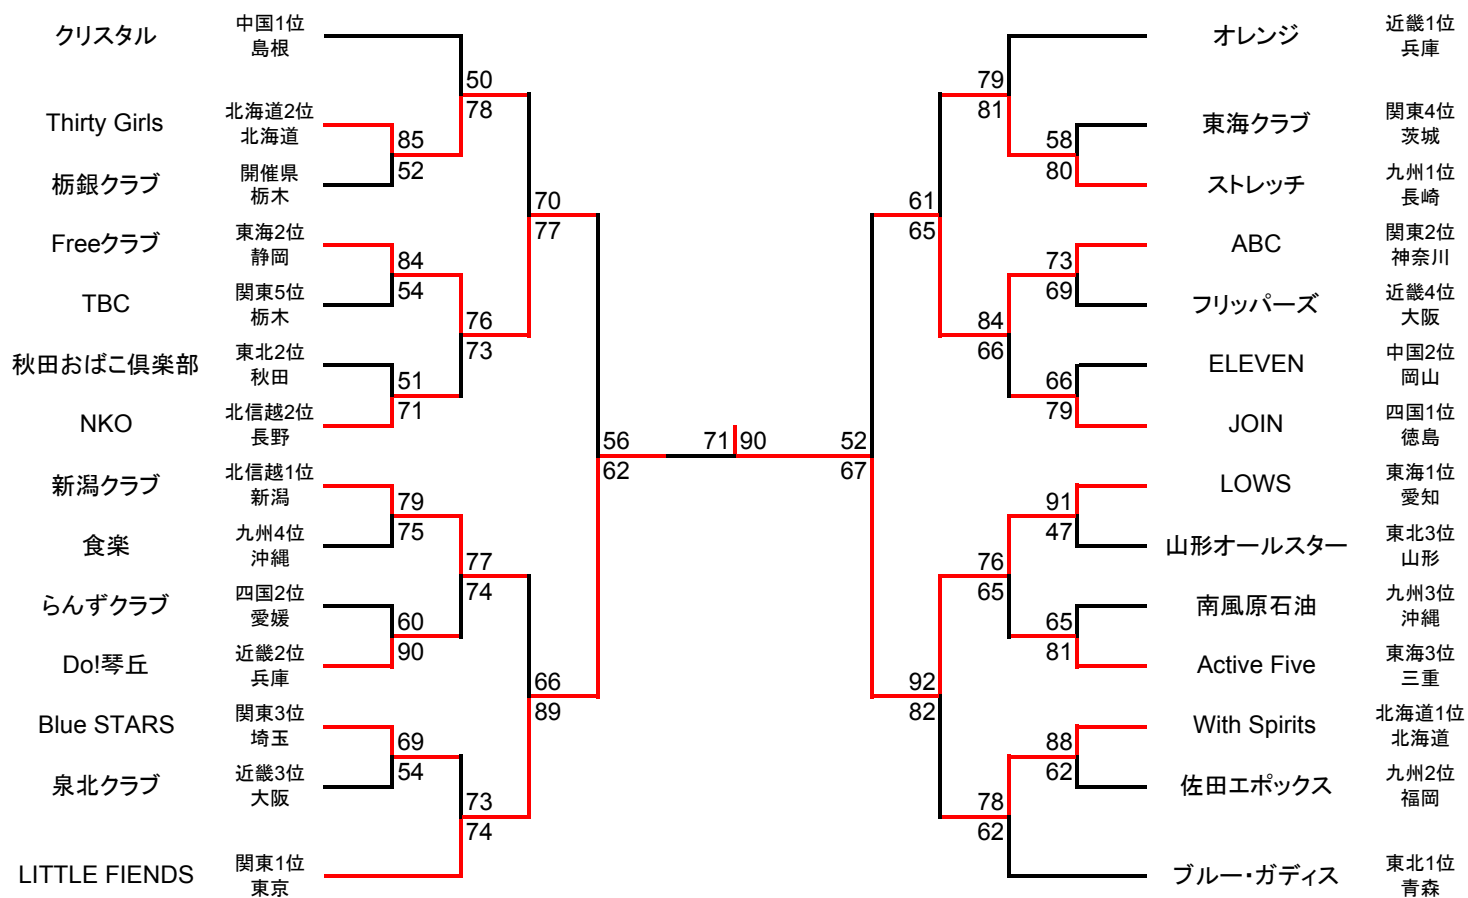 クリスタル
中国1位
島根
50
78
Thirty Girls
北海道2位
北海道
85
52
栃銀クラブ
開催県
栃木
70
77
Freeクラブ
東海2位
静岡
84
54
TBC
関東5位
栃木
76
73
秋田おばこ倶楽部
東北2位
秋田
51
71
NKO
北信越2位
長野
56
62
新潟クラブ
北信越1位
新潟
79
75
食楽
九州4位
沖縄
77
74
らんずクラブ
四国2位
愛媛
60
90
Do!琴丘
近畿2位
兵庫
66
89
Blue STARS
関東3位
埼玉
69
54
泉北クラブ
近畿3位
大阪
73
74
LITTLE FIENDS
関東1位
東京
71 90
オレンジ
近畿1位
兵庫
79
81
東海クラブ
関東4位
茨城
58
80
ストレッチ
九州1位
長崎
61
65
ABC
関東2位
神奈川
73
69
フリッパーズ
近畿4位
大阪
84
66
ELEVEN
中国2位
岡山
66
79
JOIN
四国1位
徳島
52
67
LOWS
東海1位
愛知
91
47
山形オールスター
東北3位
山形
76
65
南風原石油
九州3位
沖縄
65
81
Active Five
東海3位
三重
92
82
With Spirits
北海道1位
北海道
88
62
佐田エポックス
九州2位
福岡
78
62
ブルー・ガディス
東北1位
青森